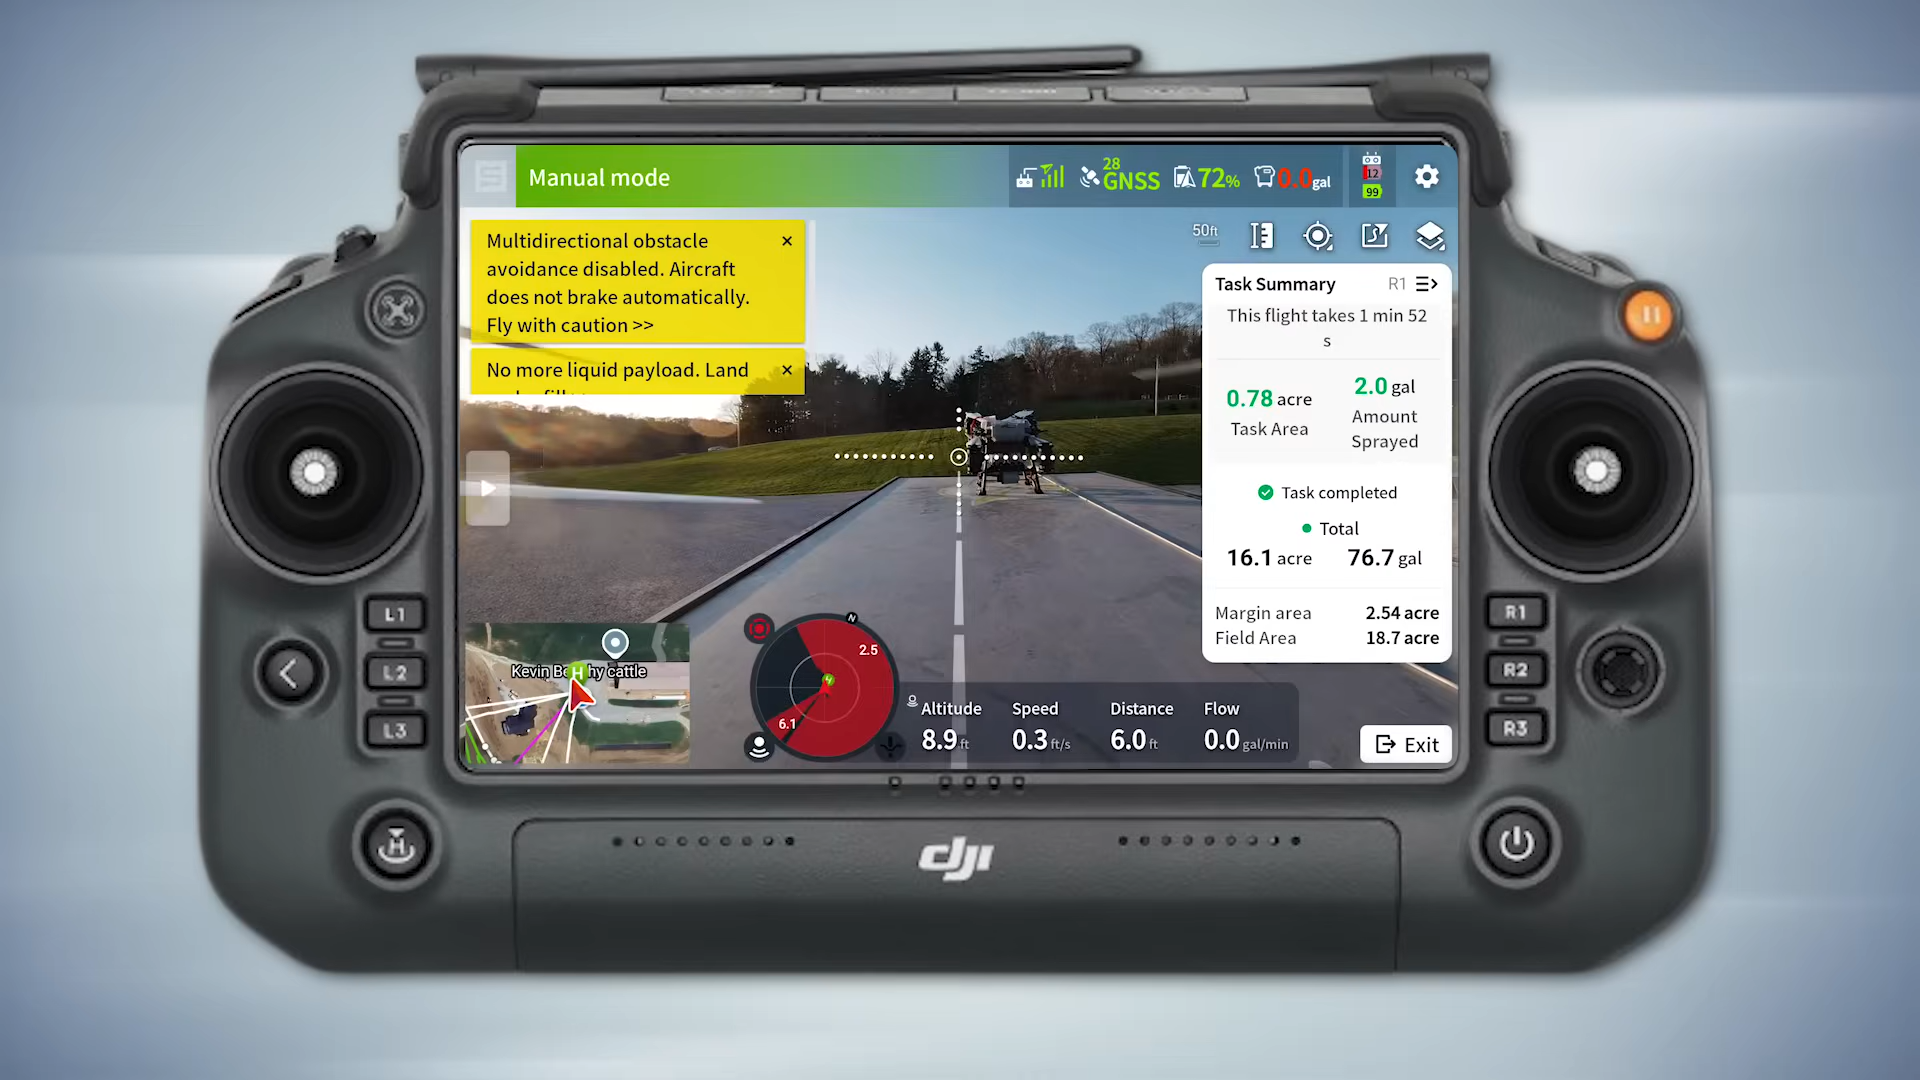 Manual mode
28
GNSS
72%
0.0 gal
12
99
Multidirectional obstacle
avoidance disabled. Aircraft
does not brake automatically.
Fly with caution >>
No more liquid payload. Land
50ft
Task Summary
R1
This flight takes 1 min 52
s
0.78 acre
Task Area
2.0 gal
Amount
Sprayed
Task completed
Total
16.1 acre
76.7 gal
Margin area
2.54 acre
Field Area
18.7 acre
Kevin
cattle
H
N
2.5
6.1
Altitude
8.9 ft
Speed
0.3 ft/s
Distance
6.0 ft
Flow
0.0 gal/min
Exit
L1
L2
L3
R1
R2
R3
H
dji